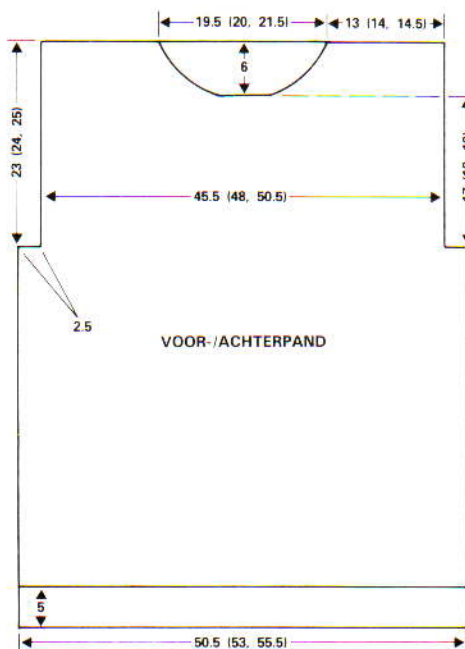 19.5 (20, 21.5)
13 (14, 14.5)
6
23 (24, 25)
45.5 (48, 50.5)
2.5
VOOR-/ACHTERPAND
5
50.5 (53, 55.5)